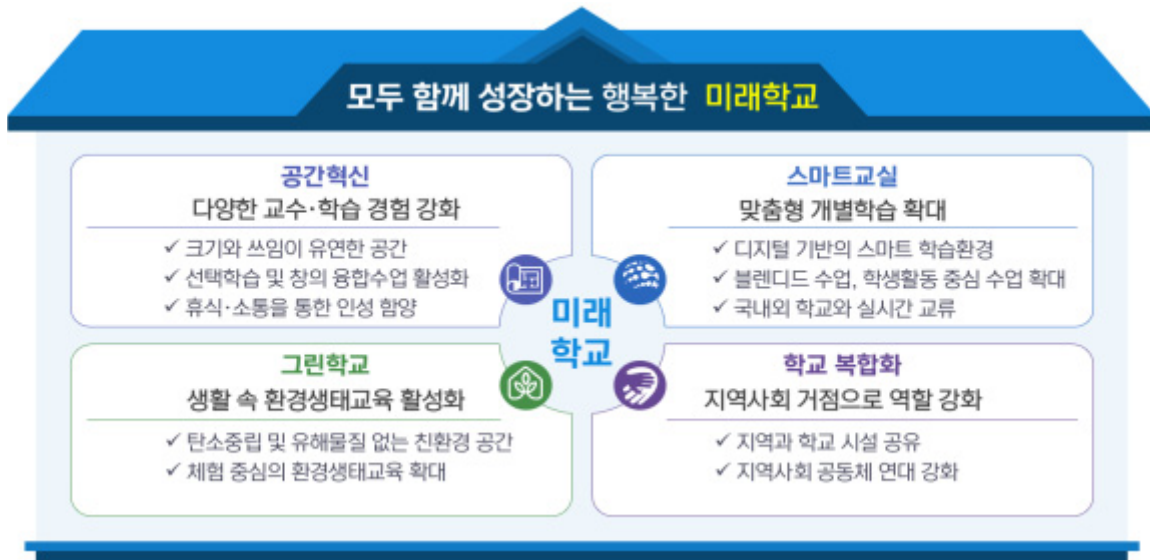 모두 함께 성장하는 행복한 미래학교
공간혁신
다양한 교수·학습 경험 강화
✓ 크기와 쓰임이 유연한 공간
✓ 선택학습 및 창의 융합수업 활성화
✓ 휴식·소통을 통한 인성 함양
스마트교실
맞춤형 개별학습 확대
✓ 디지털 기반의 스마트 학습환경
✓ 블렌디드 수업, 학생활동 중심 수업 확대
✓ 국내외 학교와 실시간 교류
미래
학교
그린학교
생활 속 환경생태교육 활성화
✓ 탄소중립 및 유해물질 없는 친환경 공간
✓ 체험 중심의 환경생태교육 확대
학교 복합화
지역사회 거점으로 역할 강화
✓ 지역과 학교 시설 공유
✓ 지역사회 공동체 연대 강화